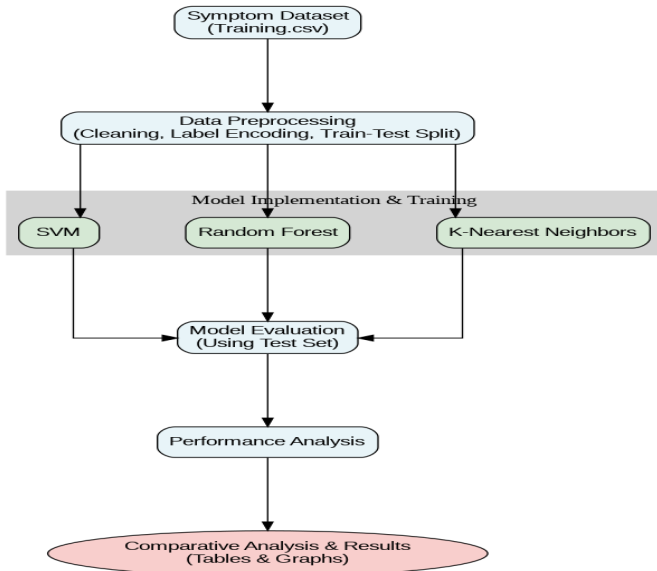 Symptom Dataset
(Training.csv)
Data Preprocessing
(Cleaning, Label Encoding, Train-Test Split)
Model Implementation & Training
SVM
Random Forest
K-Nearest Neighbors
Model Evaluation
(Using Test Set)
Performance Analysis
Comparative Analysis & Results
(Tables & Graphs)